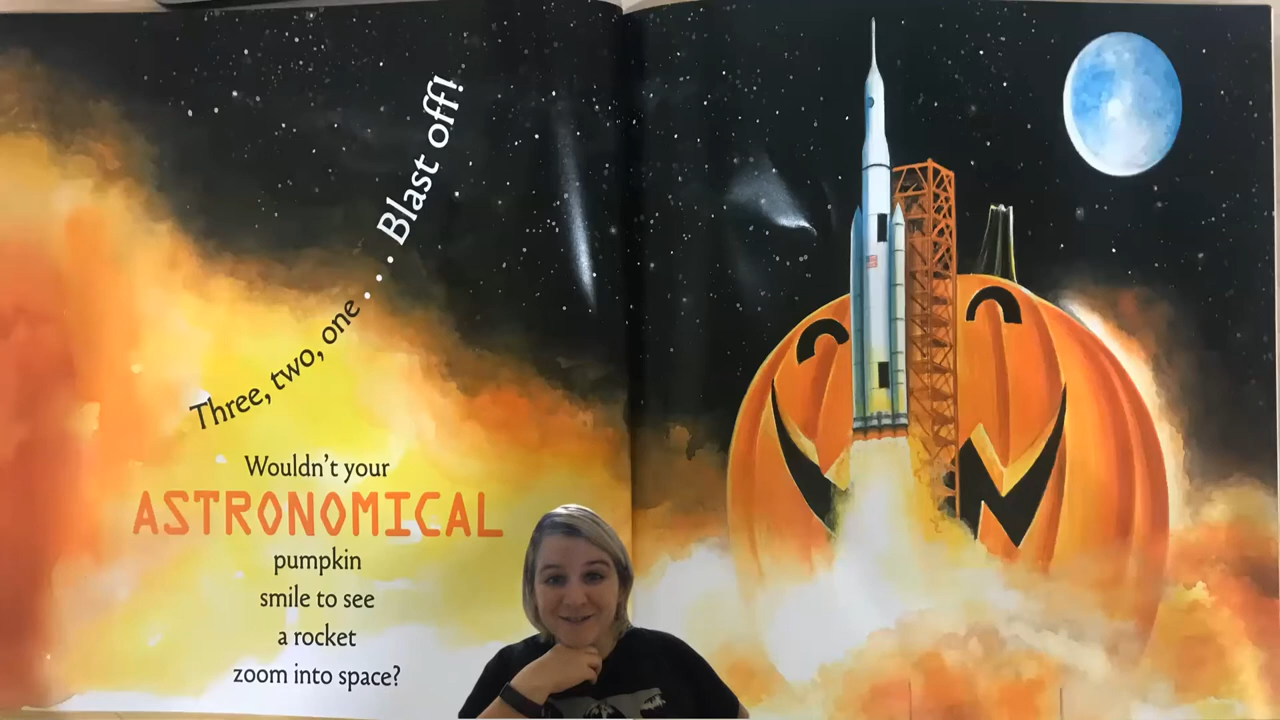 Three, two, one . . . Blast off!
Wouldn't your
ASTRONOMICAL
pumpkin
smile to see
a rocket
zoom into space?